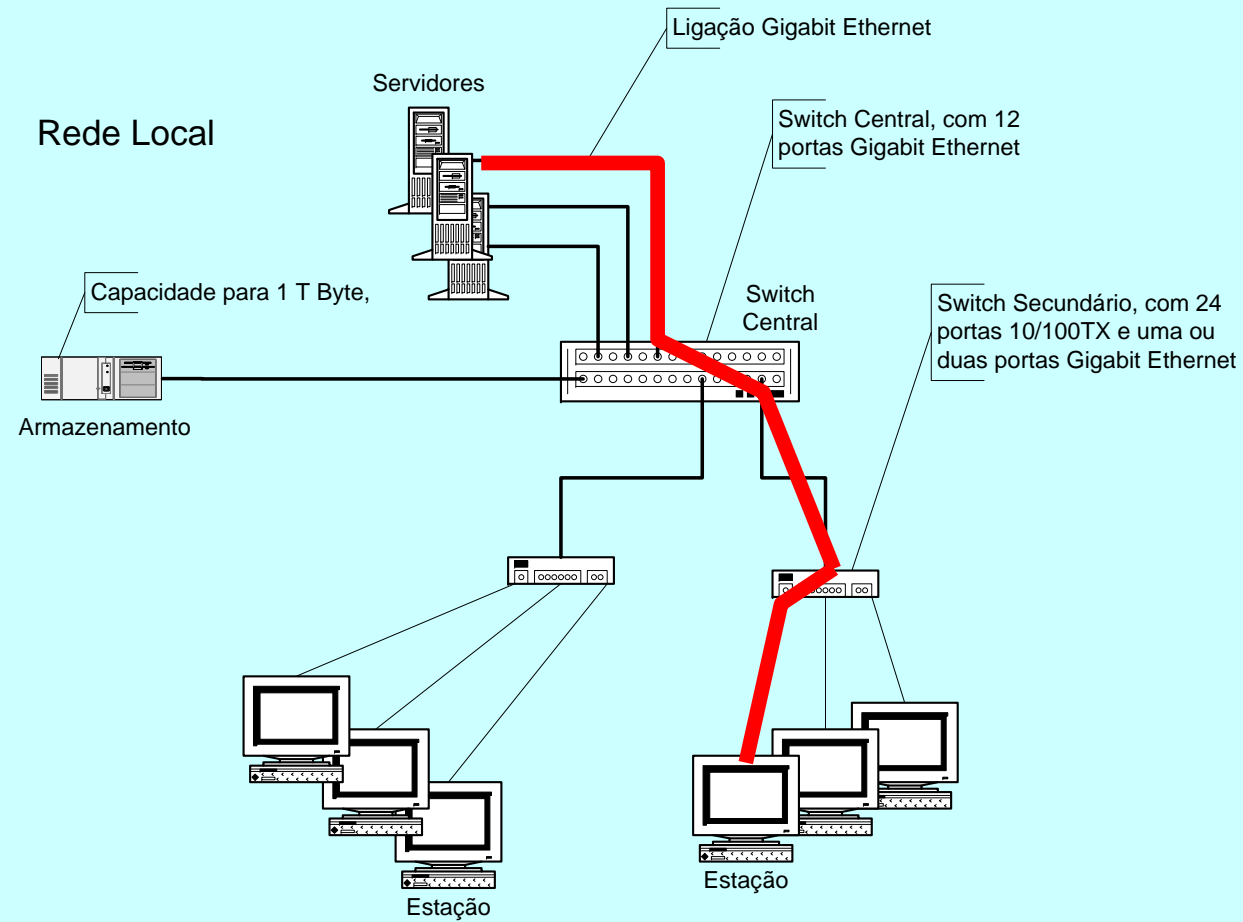 Ligação Gigabit Ethernet
Servidores
Rede Local
Switch Central, com 12
portas Gigabit Ethernet
Capacidade para 1 T Byte,
Switch
Central
Switch Secundário, com 24
portas 10/100TX e uma ou
duas portas Gigabit Ethernet
Armazenamento
Estação
Estação